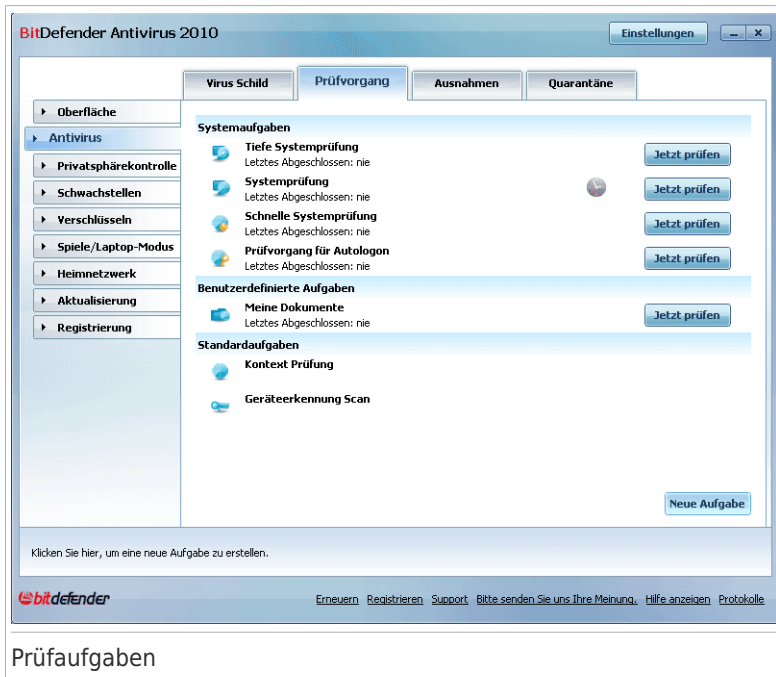 BitDefender Antivirus 2010
Einstellungen
Virus Schild
Prüfvorgang
Ausnahmen
Quarantäne
Oberfläche
Antivirus
Privatsphärekontrolle
Schwachstellen
Verschlüsseln
Spiele/Laptop-Modus
Heimnetzwerk
Aktualisierung
Registrierung
Systemaufgaben
Tiefe Systemprüfung
Letztes Abgeschlossen: nie
Jetzt prüfen
Systemprüfung
Letztes Abgeschlossen: nie
Jetzt prüfen
Schnelle Systemprüfung
Letztes Abgeschlossen: nie
Jetzt prüfen
Prüfvorgang für Autologon
Letztes Abgeschlossen: nie
Jetzt prüfen
Benutzerdefinierte Aufgaben
Meine Dokumente
Letztes Abgeschlossen: nie
Jetzt prüfen
Standardaufgaben
Kontext Prüfung
Geräteerkennung Scan
Neue Aufgabe
Klicken Sie hier, um eine neue Aufgabe zu erstellen.
bitdefender
Erneuern Registrieren Support Bitte senden Sie uns Ihre Meinung. Hilfe anzeigen Protokolle
Prüfaufgaben